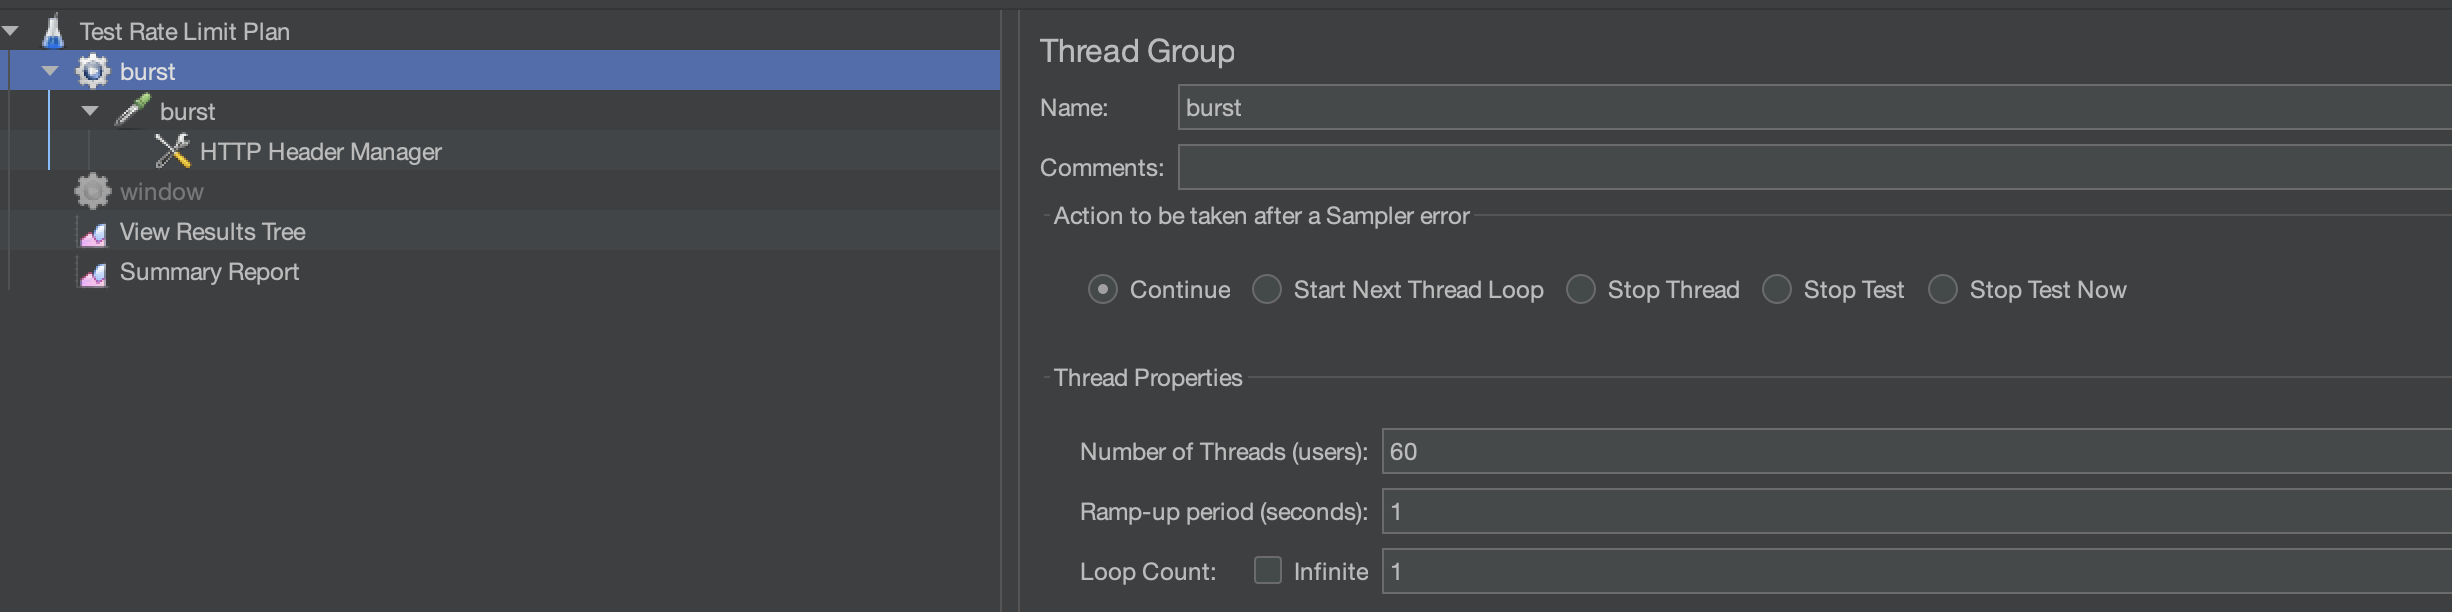 Test Rate Limit Plan
burst
burst
HTTP Header Manager
window
View Results Tree
Summary Report
Thread Group
Name: burst
Comments:
Action to be taken after a Sampler error
Continue Start Next Thread Loop Stop Thread Stop Test Stop Test Now
Thread Properties
Number of Threads (users): 60
Ramp-up period (seconds): 1
Loop Count: Infinite 1